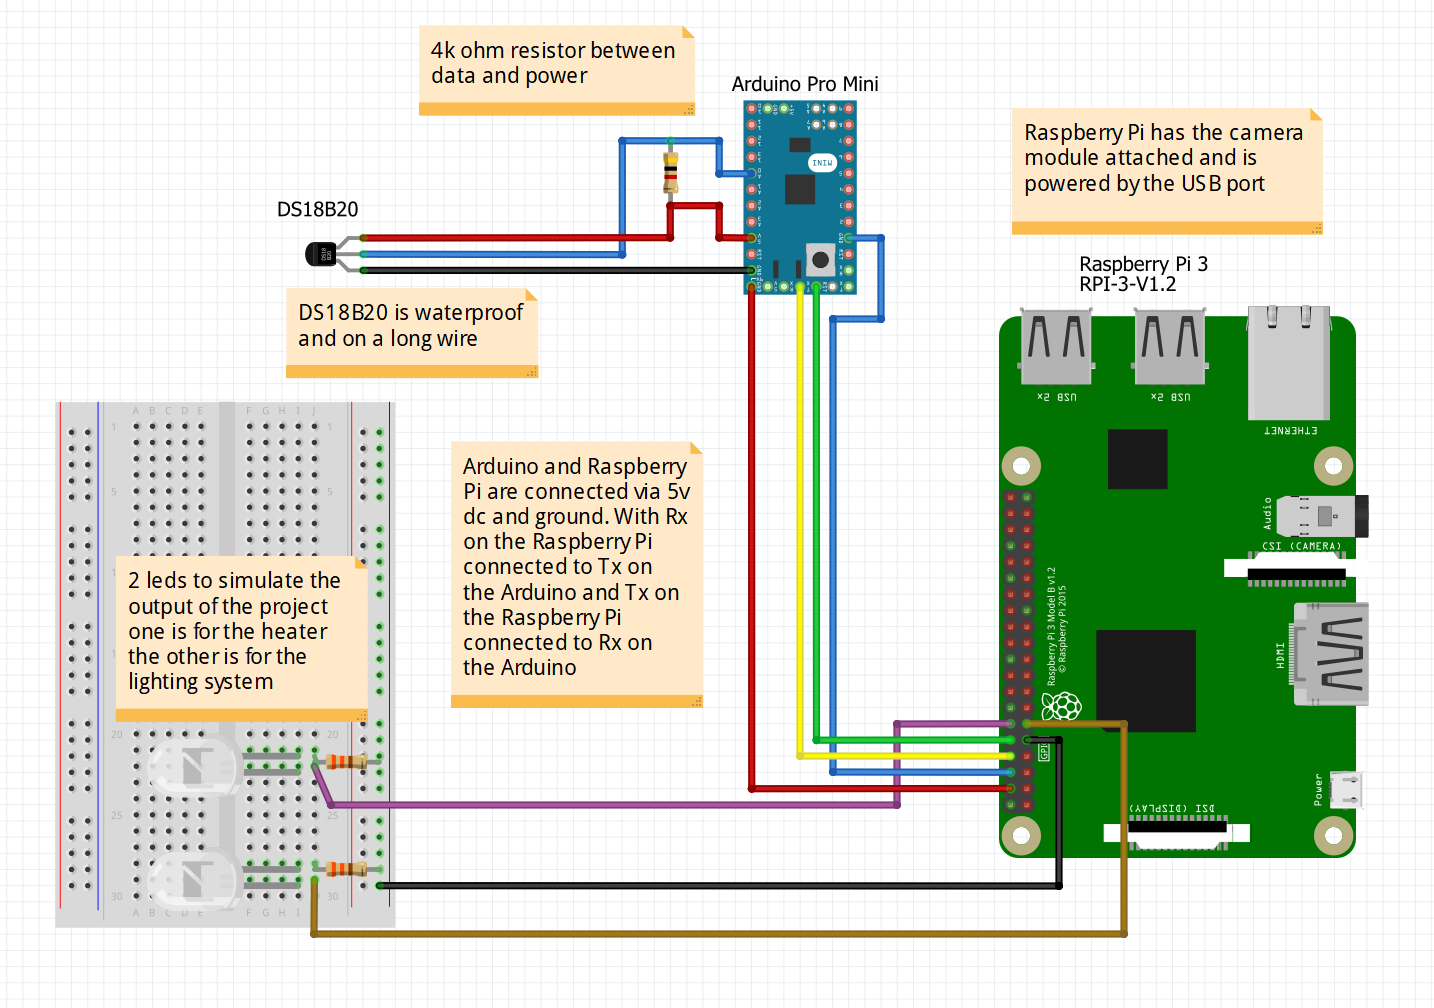 4k ohm resistor between
data and power
Arduino Pro Mini
Raspberry Pi has the camera
module attached and is
powered by the USB port
MINI
DS18B20
DS18B20 is waterproof
and on a long wire
Raspberry Pi 3
RPI-3-V1.2
USB 2x
USB 2x
ETHERNET
A B C D E
F G H I J
1
1
5
5
Arduino and Raspberry
Pi are connected via 5v
dc and ground. With Rx
on the Raspberry Pi
connected to Tx on
the Arduino and Tx on
the Raspberry Pi
connected to Rx on
the Arduino
Audio
CSI (CAMERA)
2 leds to simulate the
output of the project
one is for the heater
the other is for the
lighting system
Raspberry Pi 3 Model B v1.2
© Raspberry Pi 2015
HDMI
20
20
GPIO
Power
25
25
DSI (DISPLAY)
30
30
A B C D E
F G H I J